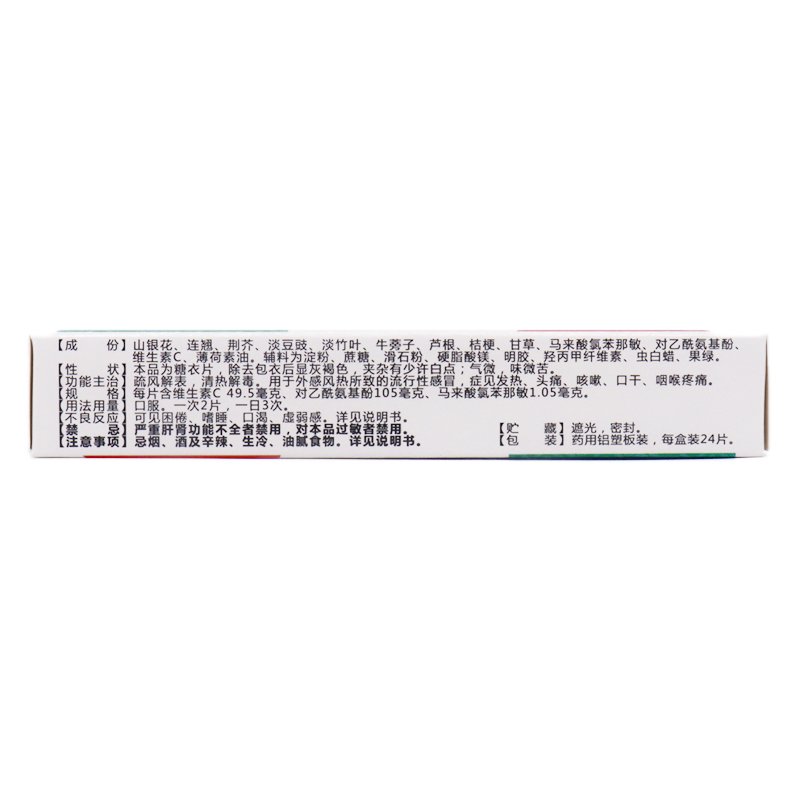 【成　份】山银花、连翘、荆芥、淡豆豉、淡竹叶、牛蒡子、芦根、桔梗、甘草、马来酸氯苯那敏、对乙酰氨基酚、
维生素C、薄荷素油。辅料为淀粉、蔗糖、滑石粉、硬脂酸镁、明胶、羟丙甲纤维素、虫白蜡、果绿。
【性　状】本品为糖衣片，除去包衣后显灰褐色，夹杂有少许白点；气微，味微苦。
【功能主治】疏风解表，清热解毒。用于外感风热所致的流行性感冒，症见发热、头痛、咳嗽、口干、咽喉疼痛。
【规　格】每片含维生素C 49.5毫克、对乙酰氨基酚105毫克、马来酸氯苯那敏1.05毫克。
【用法用量】口服。一次2片，一日3次。
【不良反应】可见困倦、嗜睡、口渴、虚弱感。详见说明书。
【禁　忌】严重肝肾功能不全者禁用，对本品过敏者禁用。
【注意事项】忌烟、酒及辛辣、生冷、油腻食物。详见说明书。
【贮　藏】遮光，密封。
【包　装】药用铝塑板装，每盒装24片。